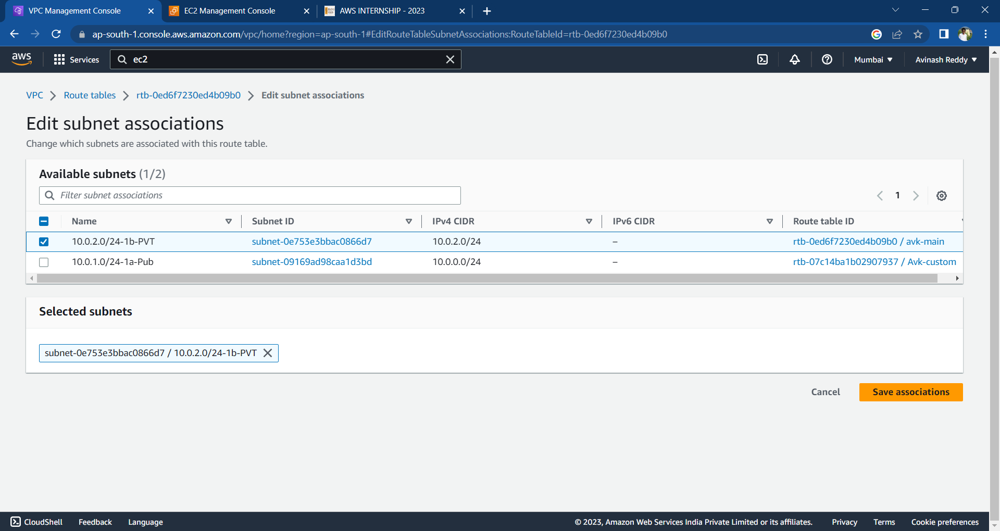 VPC Management Console
EC2 Management Console
AWS INTERNSHIP - 2023
ap-south-1.console.aws.amazon.com/vpc/home?region=ap-south-1#EditRouteTableSubnetAssociations:RouteTableId=rtb-0ed6f7230ed4b09b0
aws
Services
ec2
Mumbai
Avinash Reddy
VPC
Route tables
rtb-0ed6f7230ed4b09b0
Edit subnet associations
Edit subnet associations
Change which subnets are associated with this route table.
Available subnets (1/2)
Filter subnet associations
1
Name Subnet ID IPv4 CIDR IPv6 CIDR Route table ID
10.0.2.0/24-1b-PVT subnet-0e753e3bbac0866d7 10.0.2.0/24 – rtb-0ed6f7230ed4b09b0 / avk-main
10.0.1.0/24-1a-Pub subnet-09169ad98caa1d3bd 10.0.0.0/24 – rtb-07c14ba1b02907937 / Avk-custom
Selected subnets
subnet-0e753e3bbac0866d7 / 10.0.2.0/24-1b-PVT
Cancel
Save associations
CloudShell
Feedback
Language
© 2023, Amazon Web Services India Private Limited or its affiliates.
Privacy
Terms
Cookie preferences